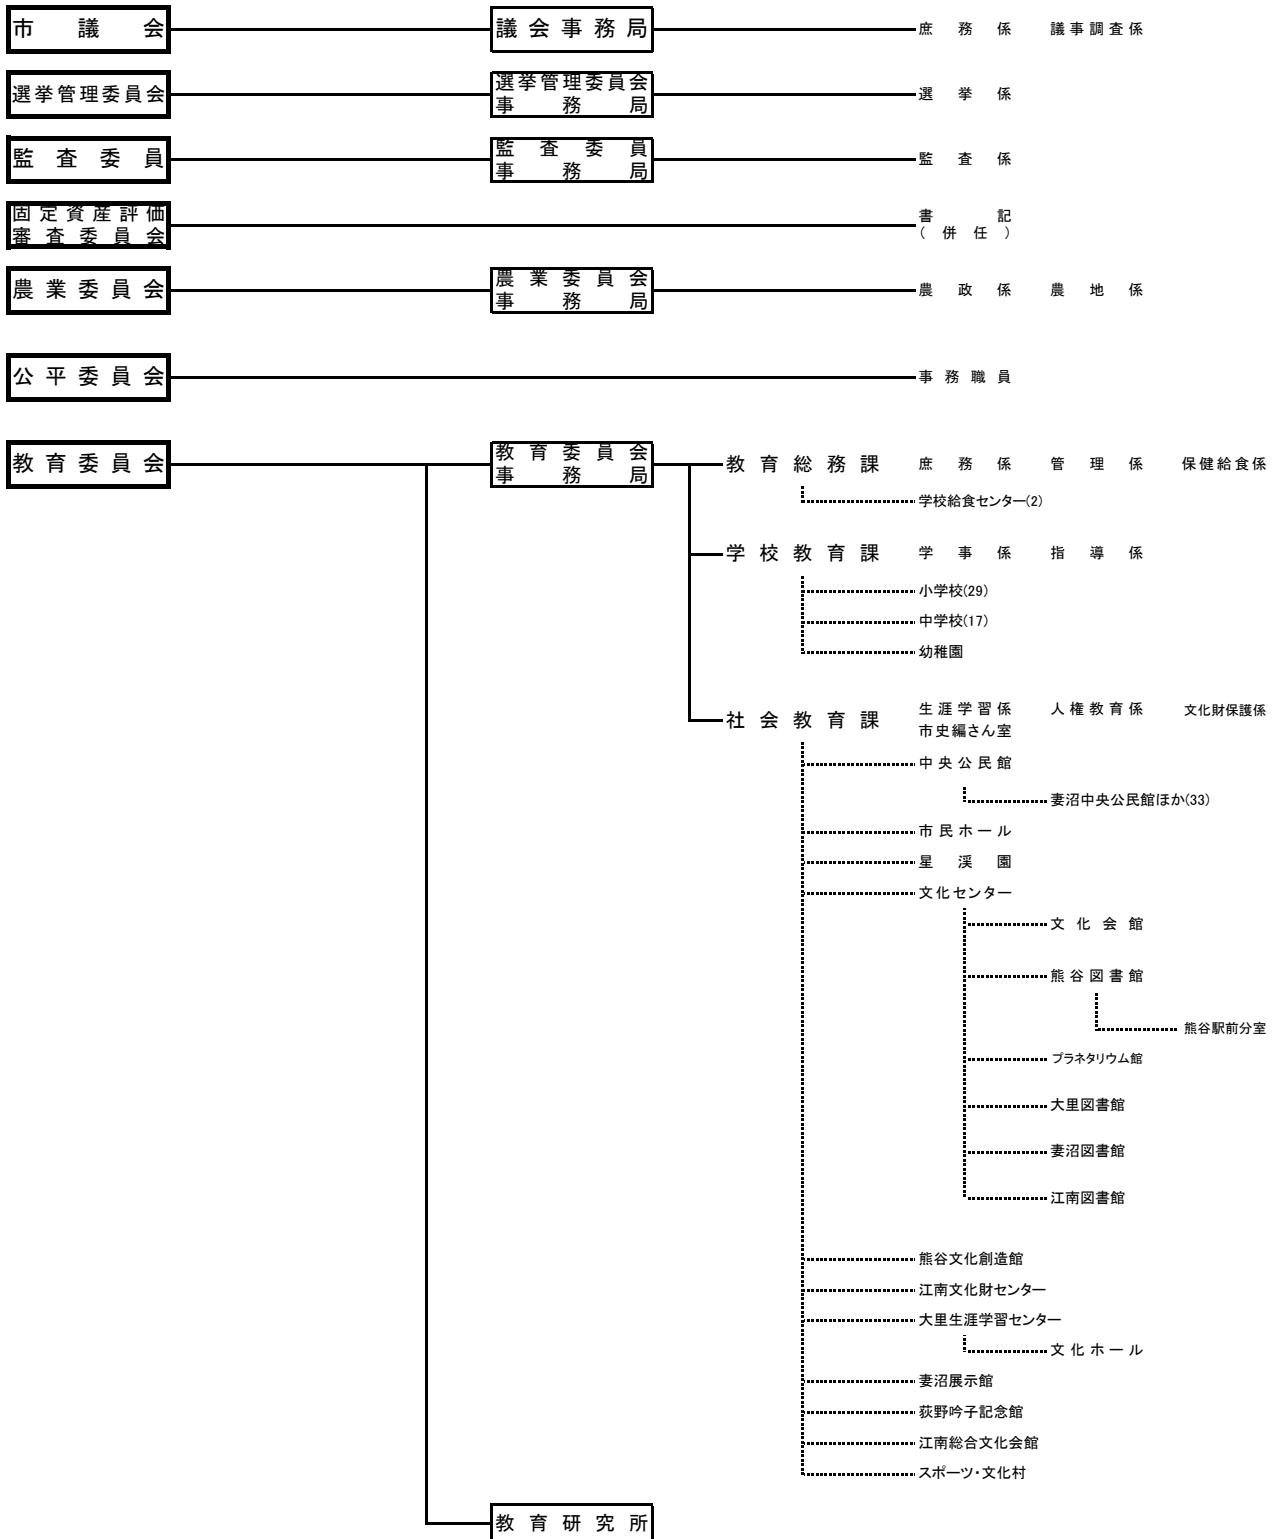 市議会 議会事務局 庶務係 議事調査係
選挙管理委員会 選挙管理委員会 選挙係
事務局
監査委員 監査委員 監査係
事務局
固定資産評価 書記
審査委員会 (併任)
農業委員会 農業委員会 農政係 農地係
事務局
公平委員会 事務職員
教育委員会 教育委員会 教育総務課 庶務係 管理係 保健給食係
事務局
学校給食センター(2)
学校教育課 学事係 指導係
小学校(29)
中学校(17)
幼稚園
社会教育課 生涯学習係 人権教育係 文化財保護係
市史編さん室
中央公民館
妻沼中央公民館ほか(33)
市民ホール
星渓園
文化センター
文化会館
熊谷図書館
熊谷駅前分室
プラネタリウム館
大里図書館
妻沼図書館
江南図書館
熊谷文化創造館
江南文化財センター
大里生涯学習センター
文化ホール
妻沼展示館
荻野吟子記念館
江南総合文化会館
スポーツ・文化村
教育研究所